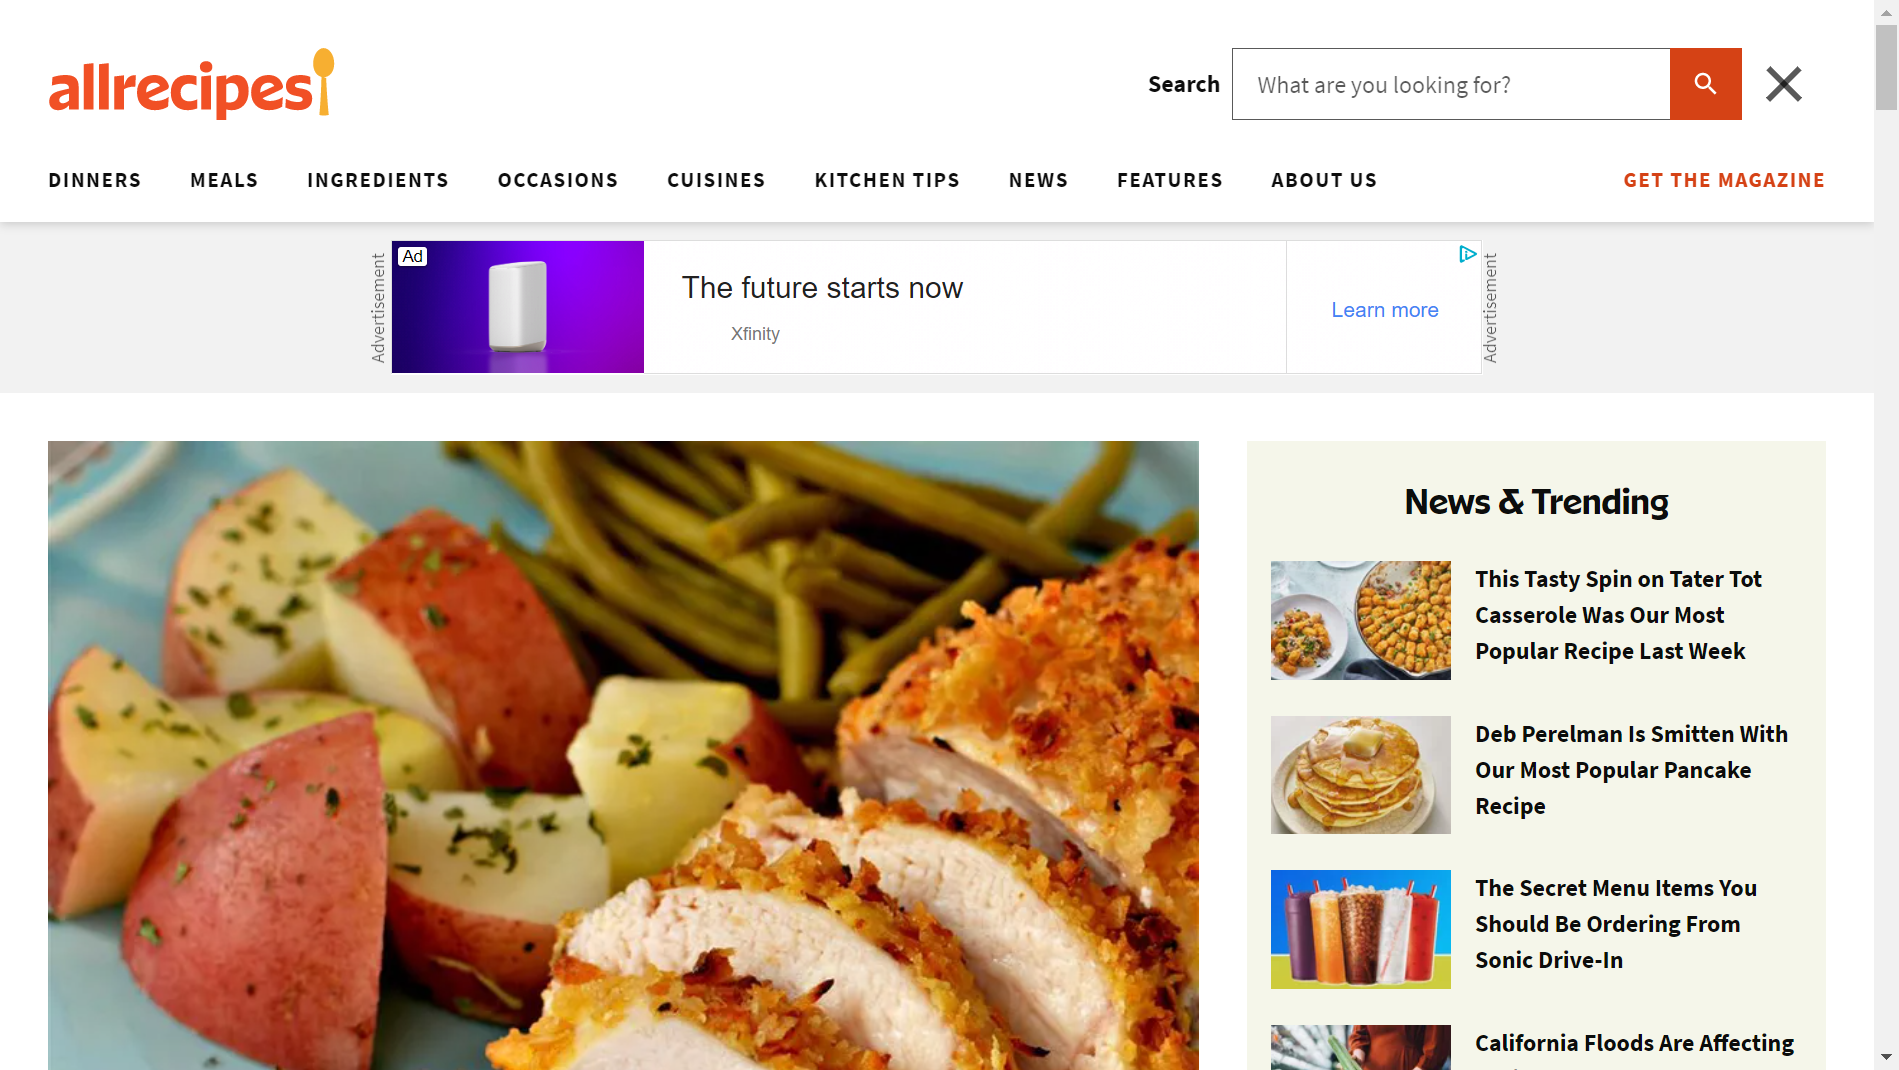 allrecipes
Search
What are you looking for?
DINNERS
MEALS
INGREDIENTS
OCCASIONS
CUISINES
KITCHEN TIPS
NEWS
FEATURES
ABOUT US
GET THE MAGAZINE
Advertisement
Ad
The future starts now
Xfinity
Learn more
Advertisement
News & Trending
This Tasty Spin on Tater Tot
Casserole Was Our Most
Popular Recipe Last Week
Deb Perelman Is Smitten With
Our Most Popular Pancake
Recipe
The Secret Menu Items You
Should Be Ordering From
Sonic Drive-In
California Floods Are Affecting